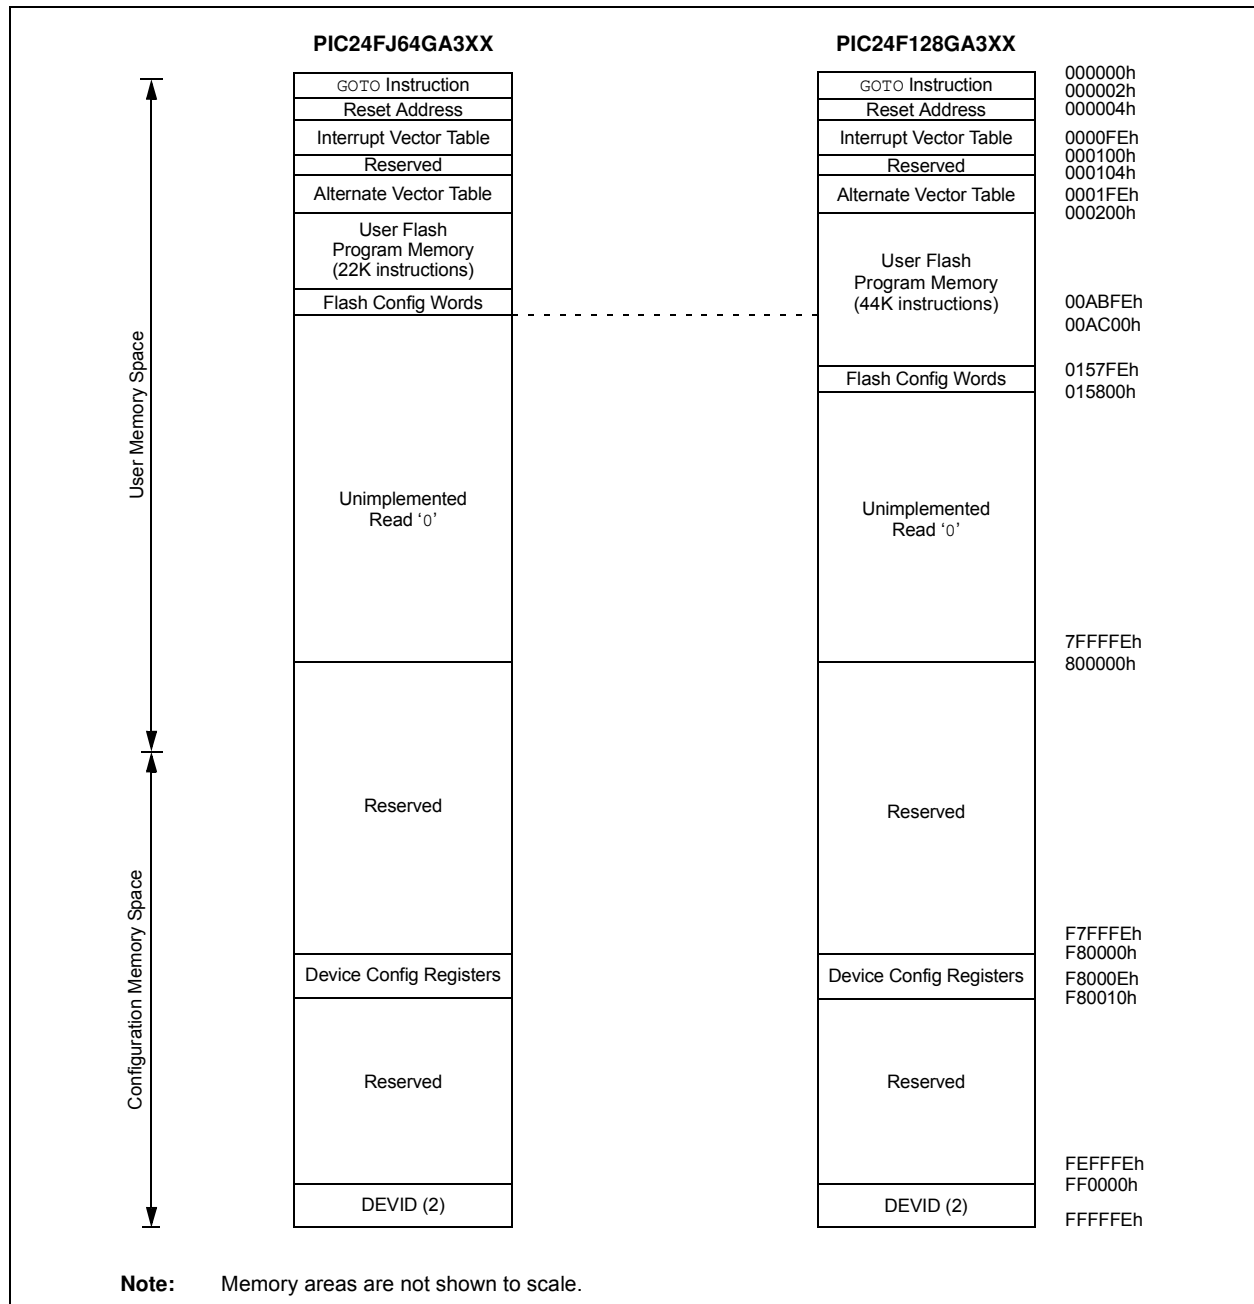 PIC24FJ64GA3XX
PIC24F128GA3XX
GOTO Instruction
GOTO Instruction
000000h
000002h
Reset Address
Reset Address
000004h
Interrupt Vector Table
Interrupt Vector Table
0000FEh
000100h
Reserved
Reserved
000104h
Alternate Vector Table
Alternate Vector Table
0001FEh
000200h
User Flash
Program Memory
(22K instructions)
User Flash
Program Memory
(44K instructions)
Flash Config Words
00ABFEh
00AC00h
0157FEh
Flash Config Words
015800h
User Memory Space
Unimplemented
Read ‘0’
Unimplemented
Read ‘0’
7FFFFEh
800000h
Reserved
Reserved
Configuration Memory Space
F7FFFEh
F80000h
Device Config Registers
Device Config Registers
F8000Eh
F80010h
Reserved
Reserved
FEFFFEh
FF0000h
DEVID (2)
DEVID (2)
FFFFFEh
Note: Memory areas are not shown to scale.